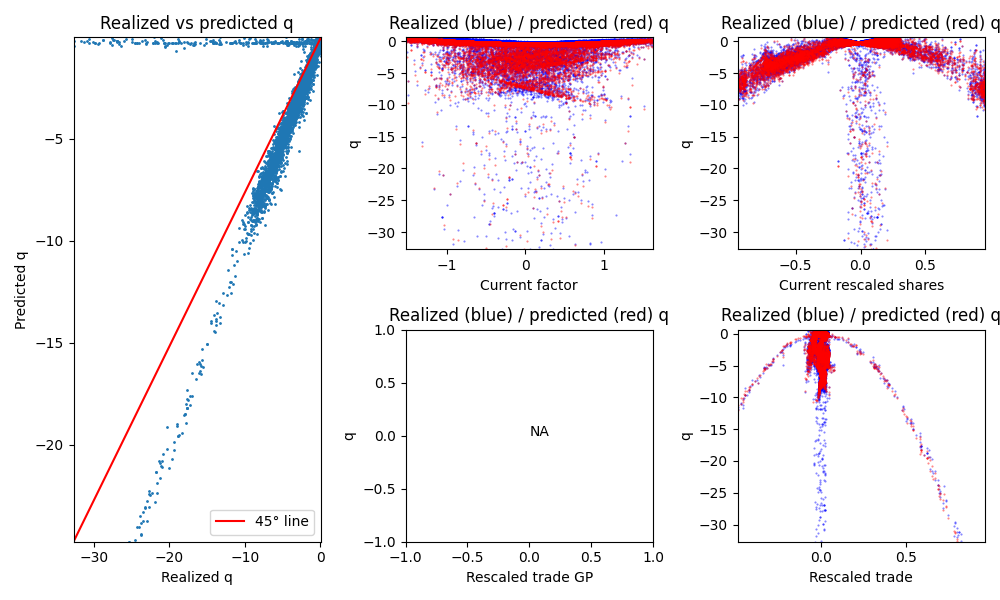 Realized vs predicted q
Predicted q
−5
−10
−15
−20
−30
−20
−10
0
Realized q
45° line
Realized (blue) / predicted (red) q
q
0
−5
−10
−15
−20
−25
−30
−1
0
1
Current factor
Realized (blue) / predicted (red) q
q
0
−5
−10
−15
−20
−25
−30
−0.5
0.0
0.5
Current rescaled shares
Realized (blue) / predicted (red) q
q
1.0
0.5
0.0
−0.5
−1.0
NA
−1.0
−0.5
0.0
0.5
1.0
Rescaled trade GP
Realized (blue) / predicted (red) q
q
0
−5
−10
−15
−20
−25
−30
0.0
0.5
Rescaled trade